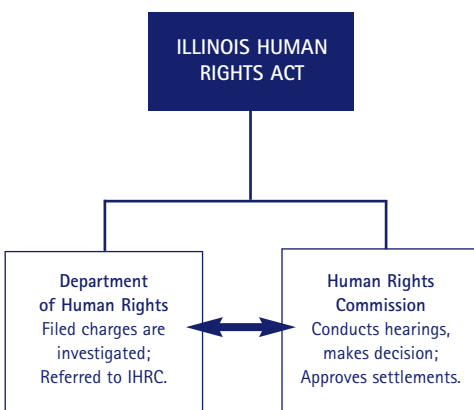 ILLINOIS HUMAN
RIGHTS ACT
Department
of Human Rights
Filed charges are
investigated;
Referred to IHRC.
Human Rights
Commission
Conducts hearings,
makes decision;
Approves settlements.